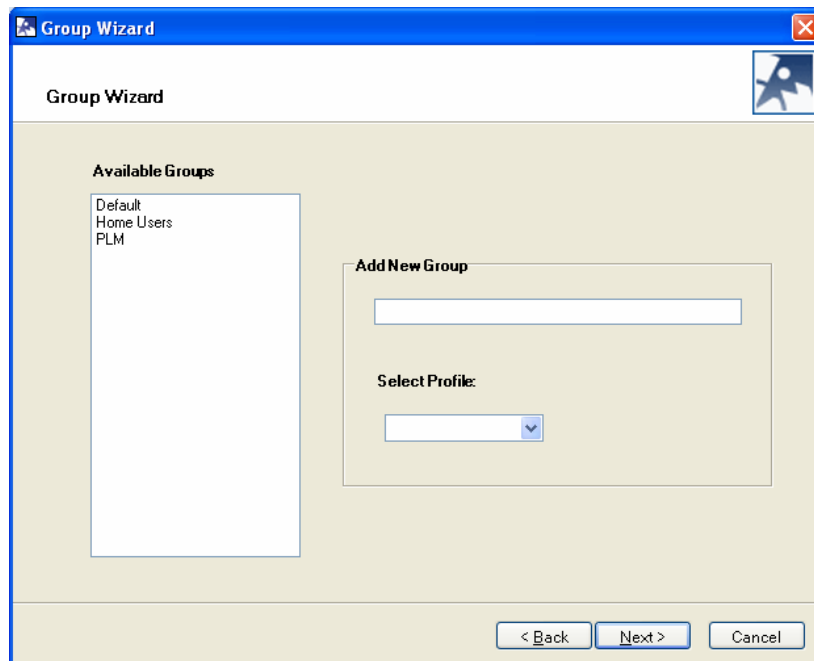 Group Wizard
Group Wizard
Available Groups
Default
Home Users
PLM
Add New Group
Select Profile:
< Back
Next >
Cancel